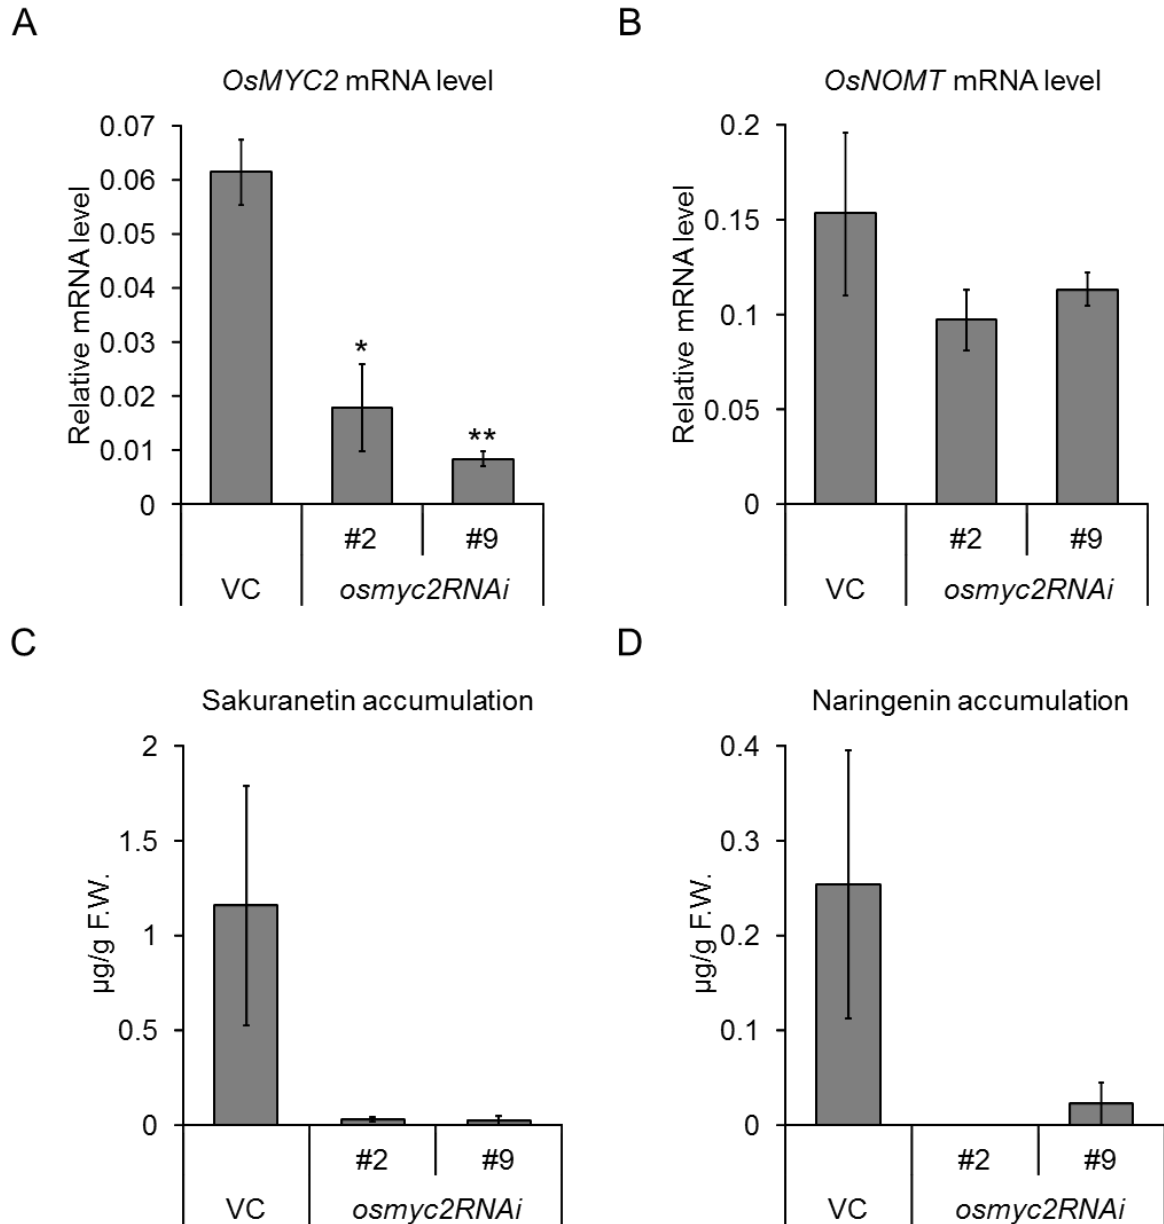 A
OsMYC2 mRNA level
Relative mRNA level
0.07
0.06
0.05
0.04
0.03
0.02
0.01
0
*
**
#2 #9
VC osmyc2RNAi
B
OsNOMT mRNA level
Relative mRNA level
0.2
0.15
0.1
0.05
0
#2 #9
VC osmyc2RNAi
C
Sakuranetin accumulation
µg/g F.W.
2
1.5
1
0.5
0
#2 #9
VC osmyc2RNAi
D
Naringenin accumulation
µg/g F.W.
0.4
0.3
0.2
0.1
0
#2 #9
VC osmyc2RNAi